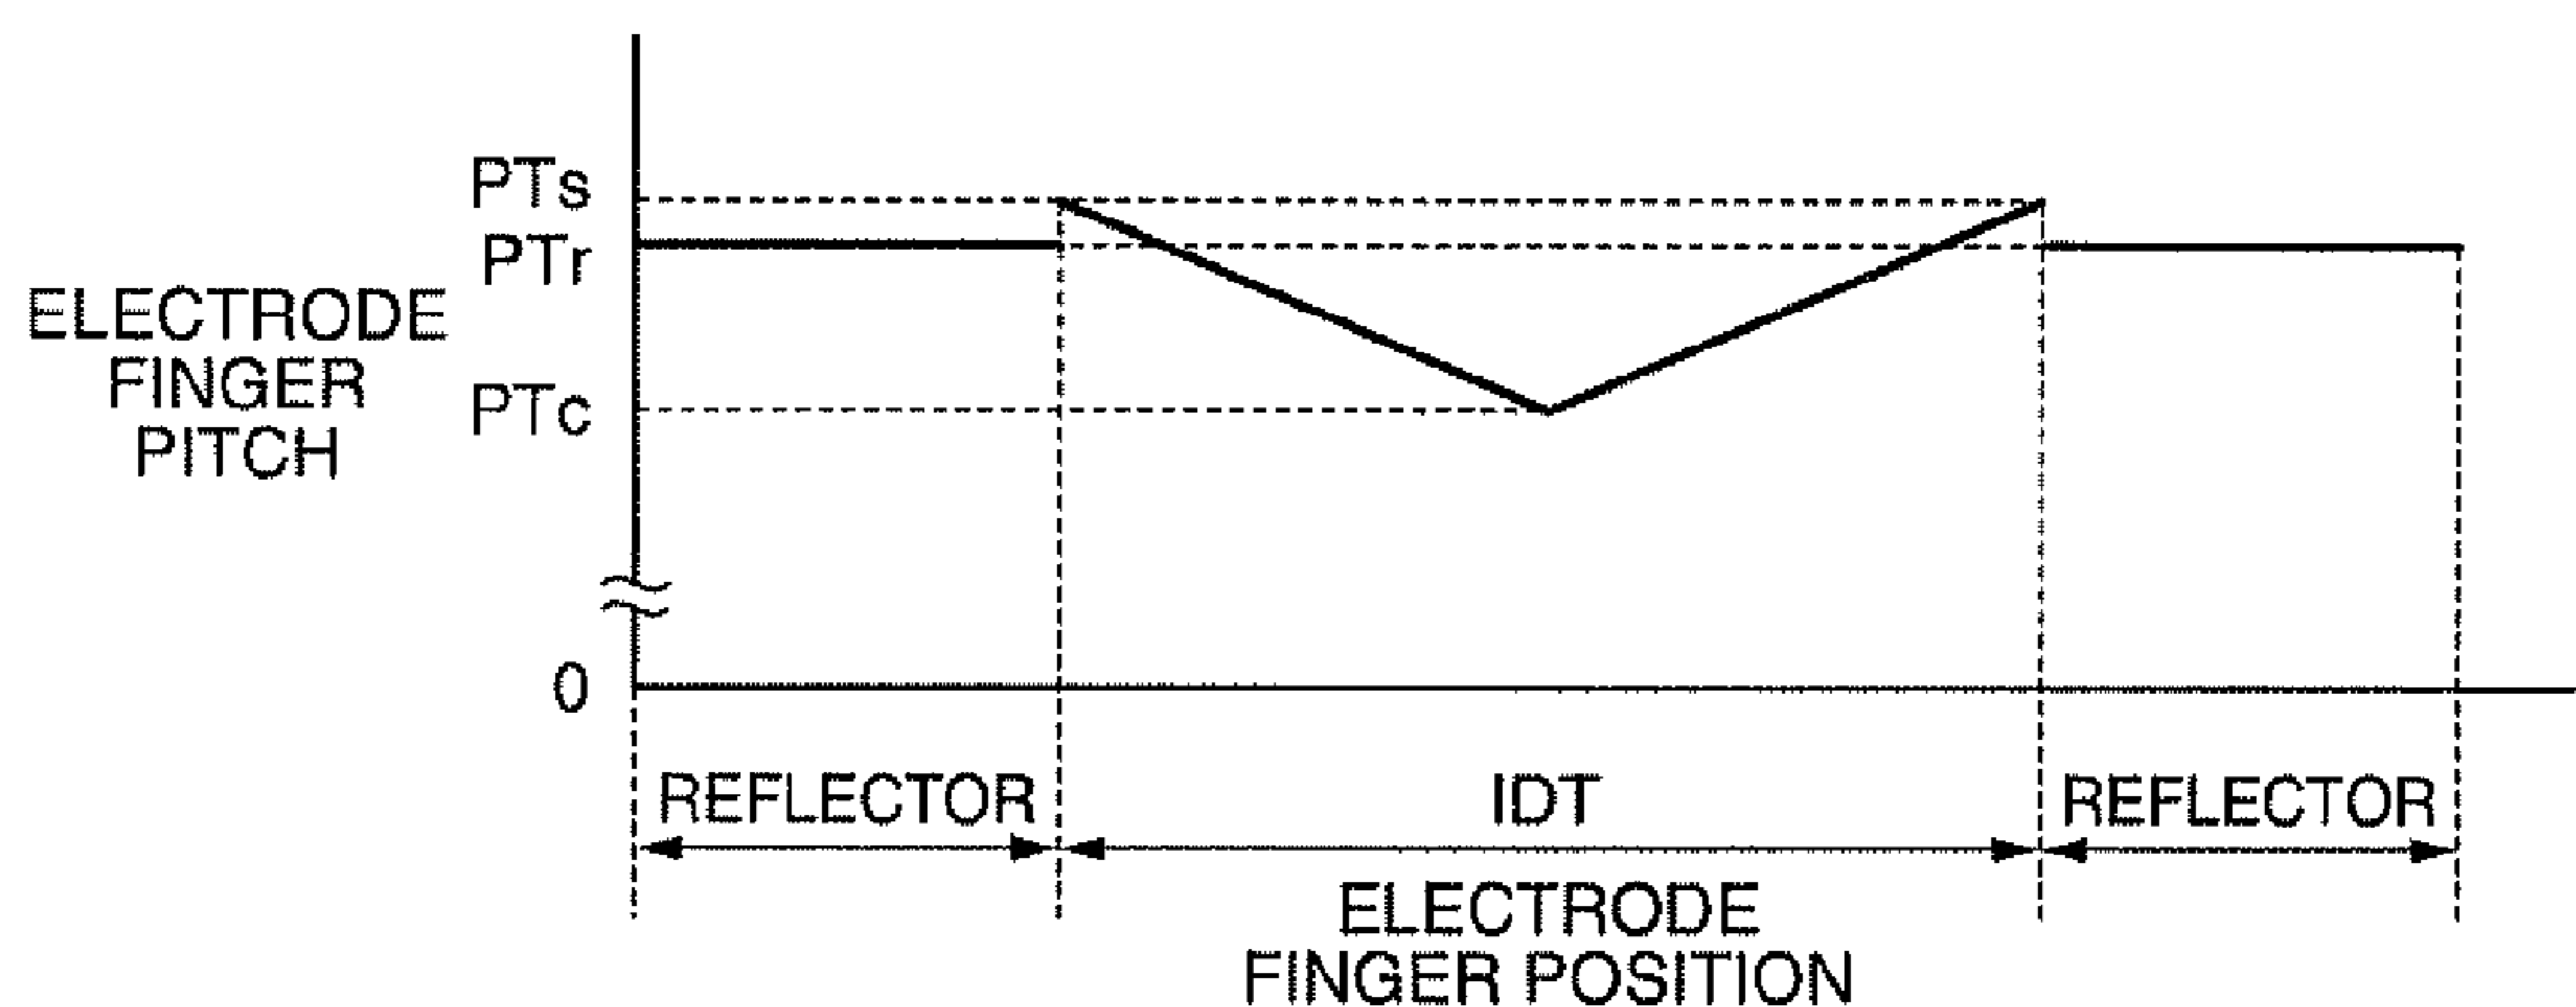 PTs
PTr
ELECTRODE
FINGER
PITCH
PTc
0
REFLECTOR
IDT
REFLECTOR
ELECTRODE
FINGER POSITION